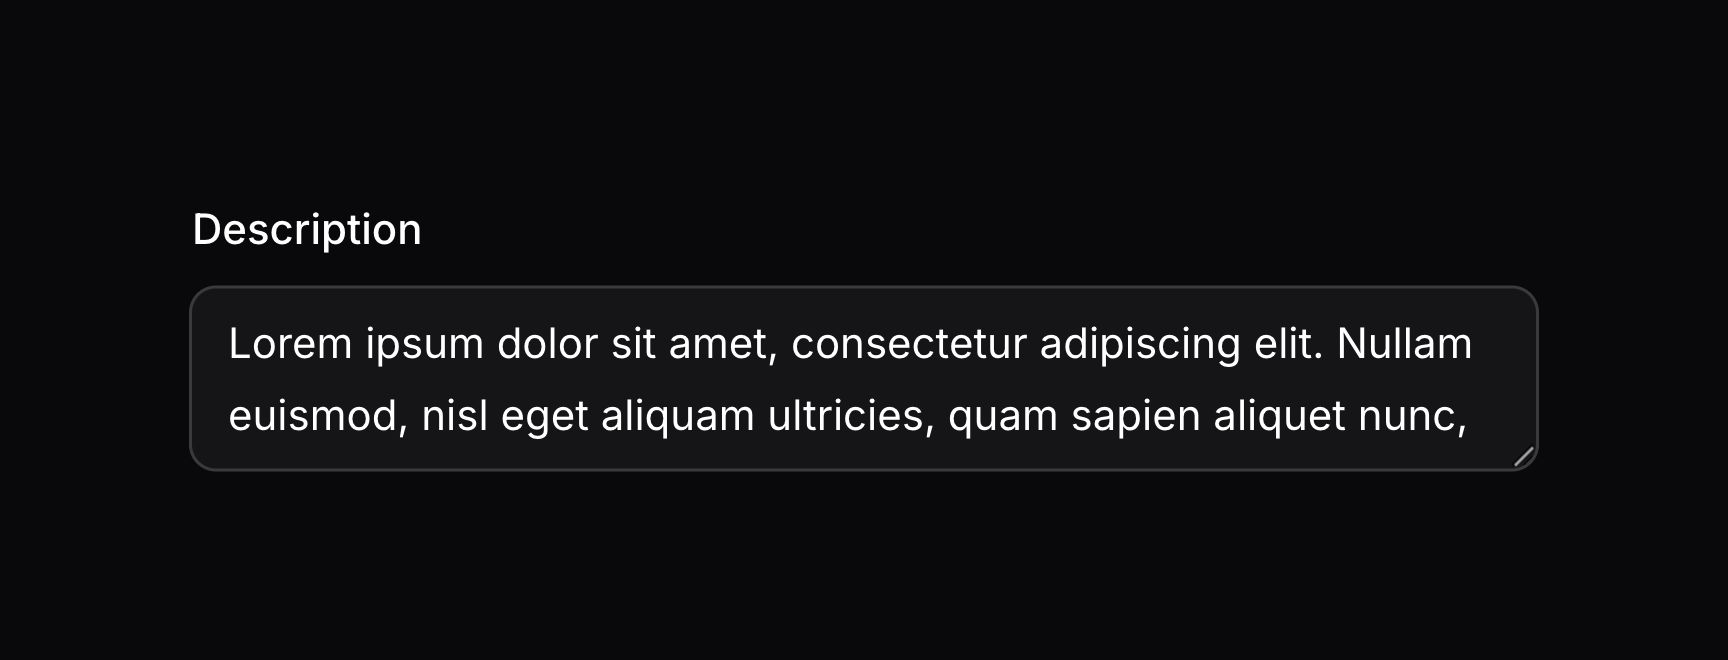 Description
Lorem ipsum dolor sit amet, consectetur adipiscing elit. Nullam
euismod, nisl eget aliquam ultricies, quam sapien aliquet nunc,